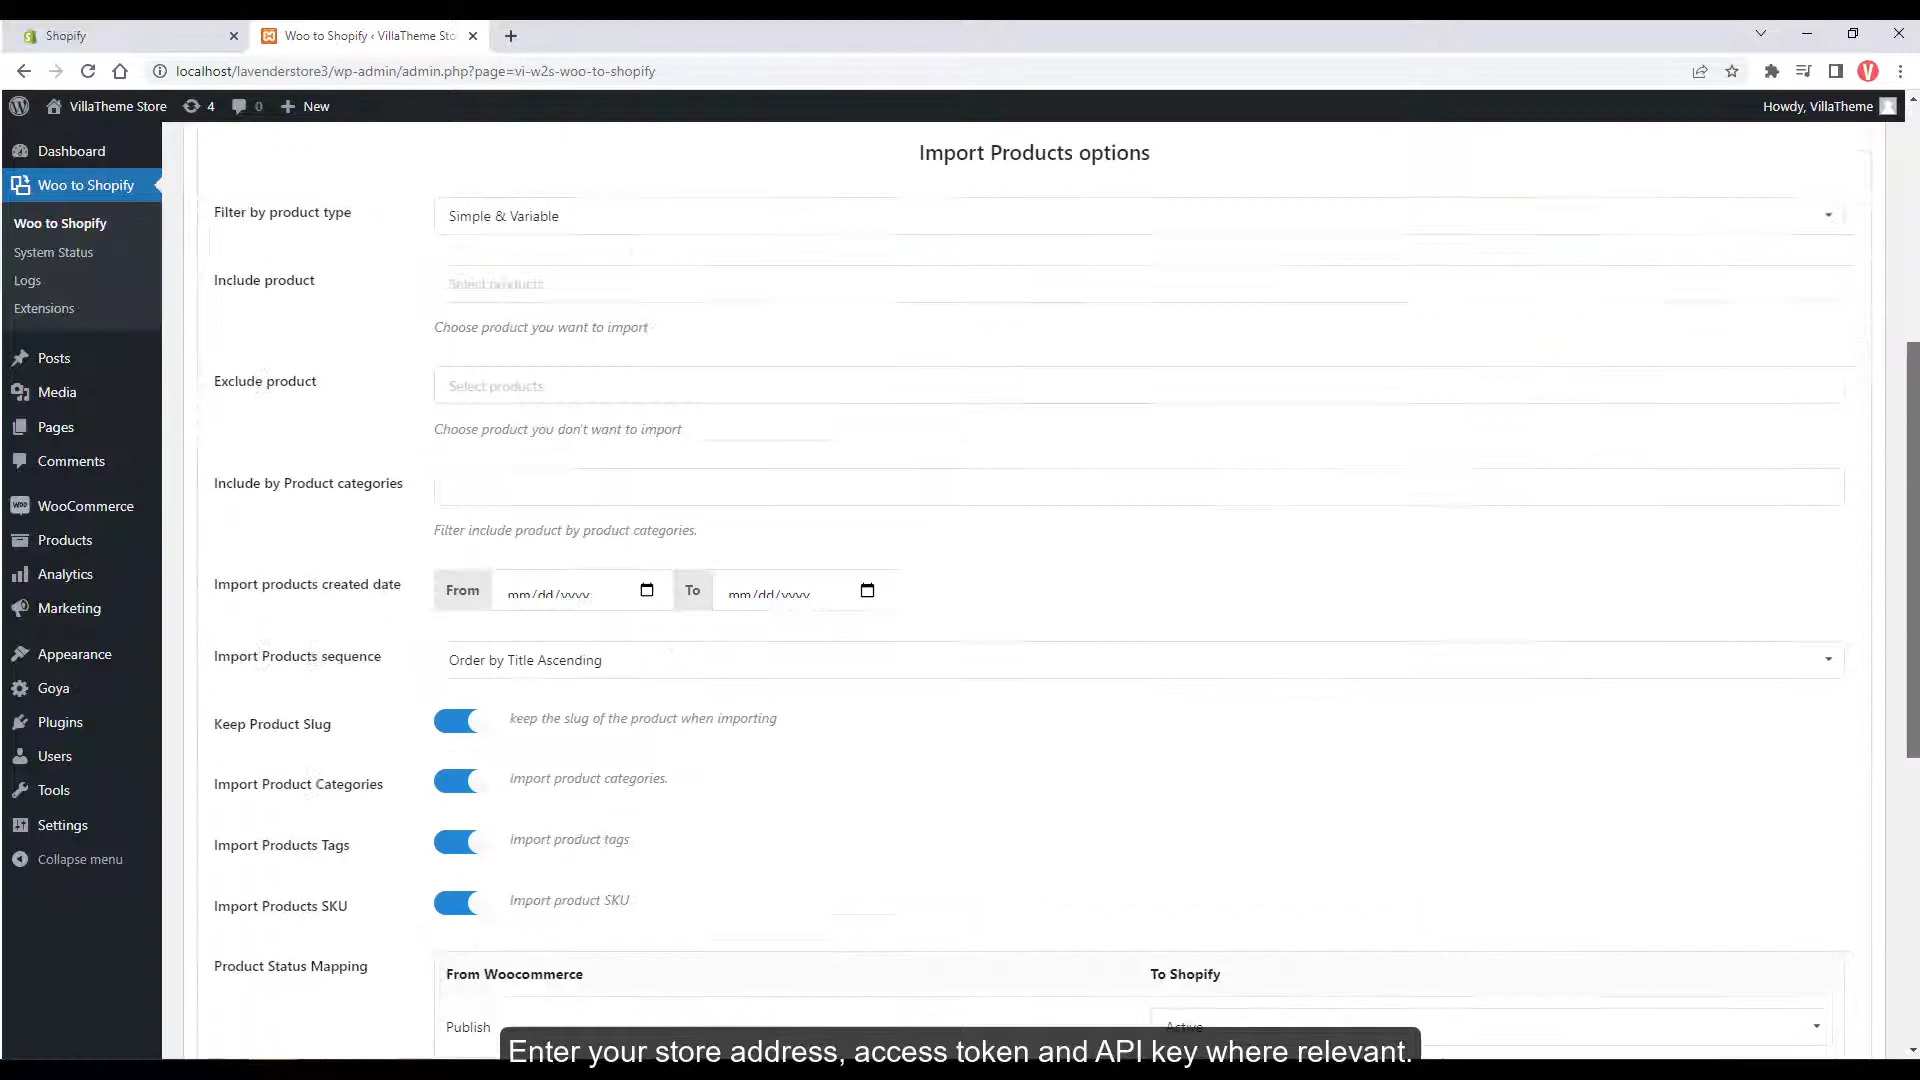 Shopify
Woo to Shopify ‹ VillaTheme Sto
localhost/lavenderstore3/wp-admin/admin.php?page=vi-w2s-woo-to-shopify
V
VillaTheme Store
4
0
New
Howdy, VillaTheme
Dashboard
Woo to Shopify
Woo to Shopify
System Status
Logs
Extensions
Posts
Media
Pages
Comments
WooCommerce
Products
Analytics
Marketing
Appearance
Goya
Plugins
Users
Tools
Settings
Collapse menu
Import Products options
Filter by product type
Simple & Variable
Include product
Select products
Choose product you want to import
Exclude product
Select products
Choose product you don't want to import
Include by Product categories
Filter include product by product categories.
Import products created date
From
mm/dd/yyyy
To
mm/dd/yyyy
Import Products sequence
Order by Title Ascending
Keep Product Slug
keep the slug of the product when importing
Import Product Categories
Import product categories.
Import Products Tags
Import product tags
Import Products SKU
Import product SKU
Product Status Mapping
From Woocommerce
To Shopify
Publish
Active
Enter your store address, access token and API key where relevant.